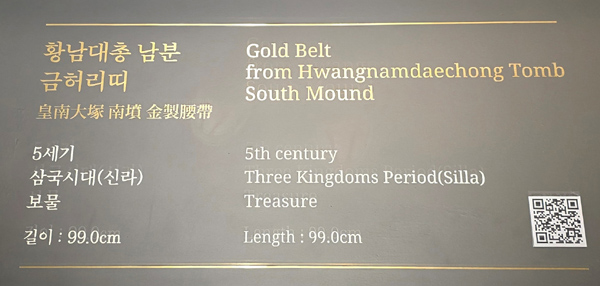 황남대총 남분
금허리띠
皇南大塚 南墳 金製腰帶
5세기
삼국시대(신라)
보물
길이 : 99.0cm
Gold Belt
from Hwangnamdaechong Tomb
South Mound
5th century
Three Kingdoms Period(Silla)
Treasure
Length : 99.0cm